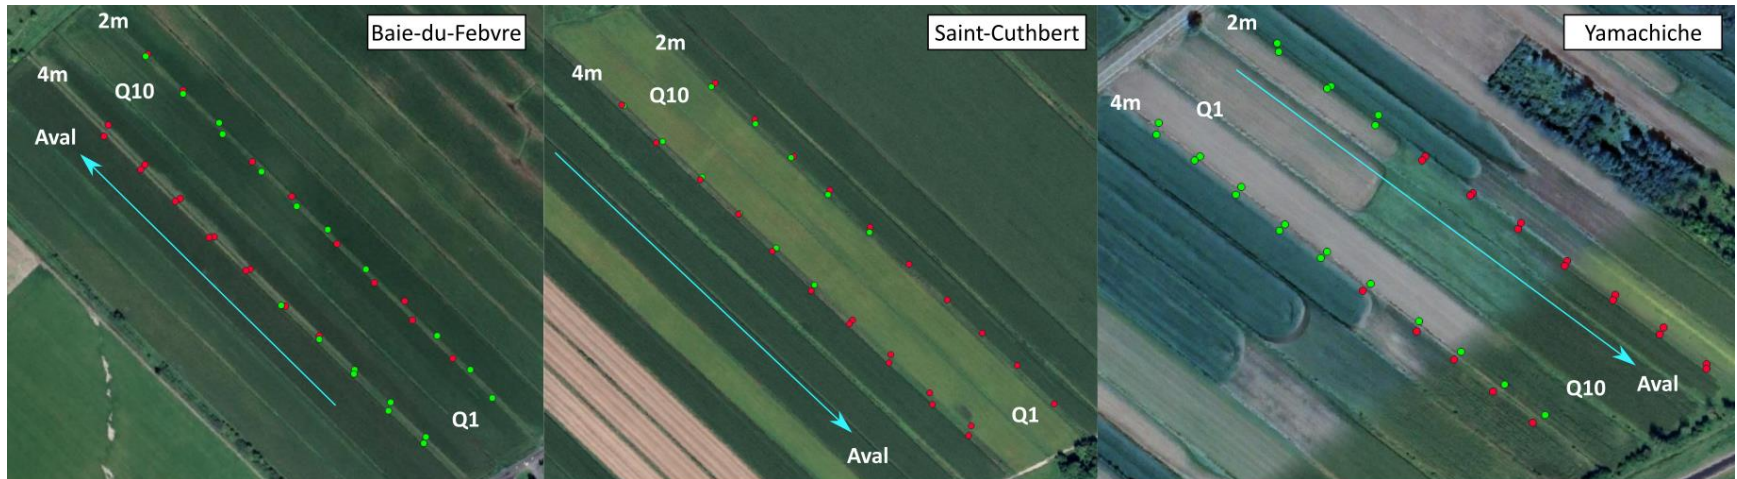 2m
Baie-du-Febvre
4m
Q10
Aval
Q1
2m
Saint-Cuthbert
4m
Q10
Q1
Aval
2m
Yamachiche
4m
Q1
Q10
Aval